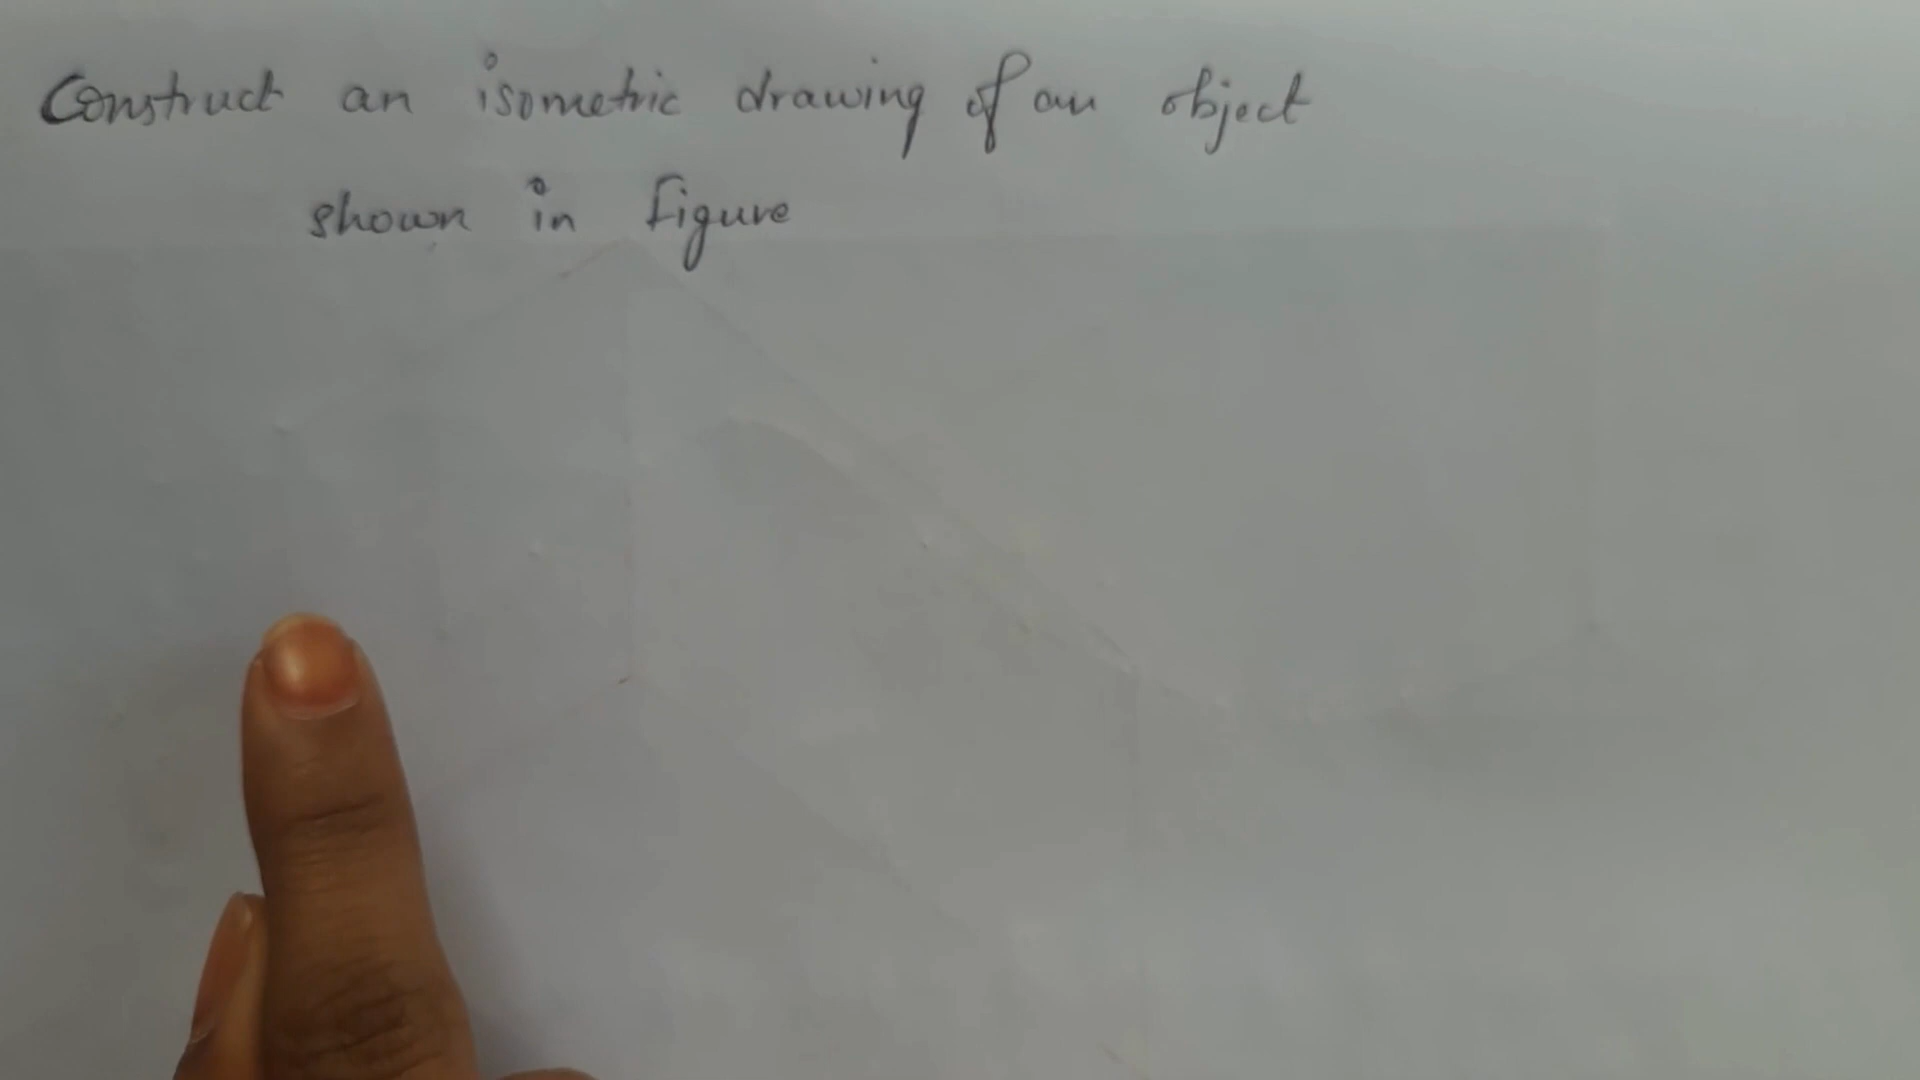 Construct an isometric drawing of an object
shown in figure